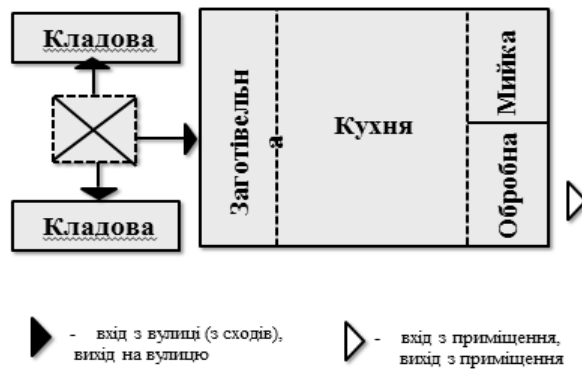 Кладова
Заготівельн
а
Кухня
Мийка
Обробна
Кладова
- вхід з вулиці (з сходів),
вихід на вулицю
- вхід з приміщення,
вихід з приміщення